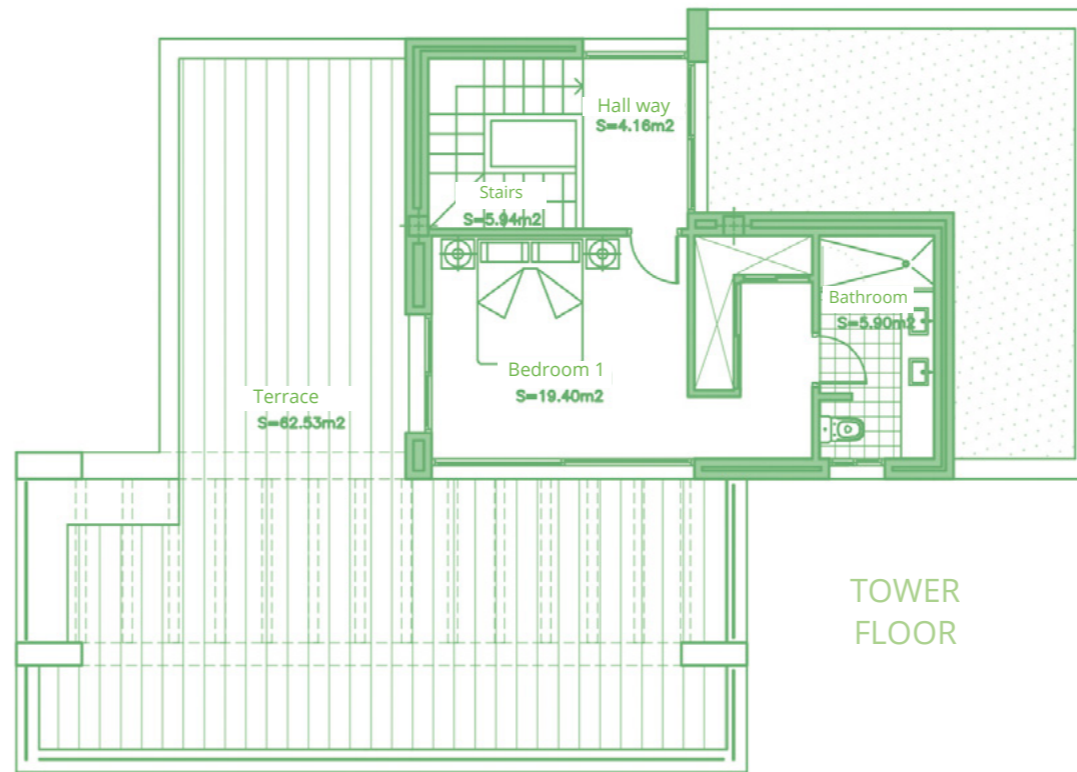 Hall way
S=4.16m2
Stairs
S=5.94m2
Bathroom
S=5.90m2
Bedroom 1
S=19.40m2
Terrace
S=62.53m2
TOWER
FLOOR